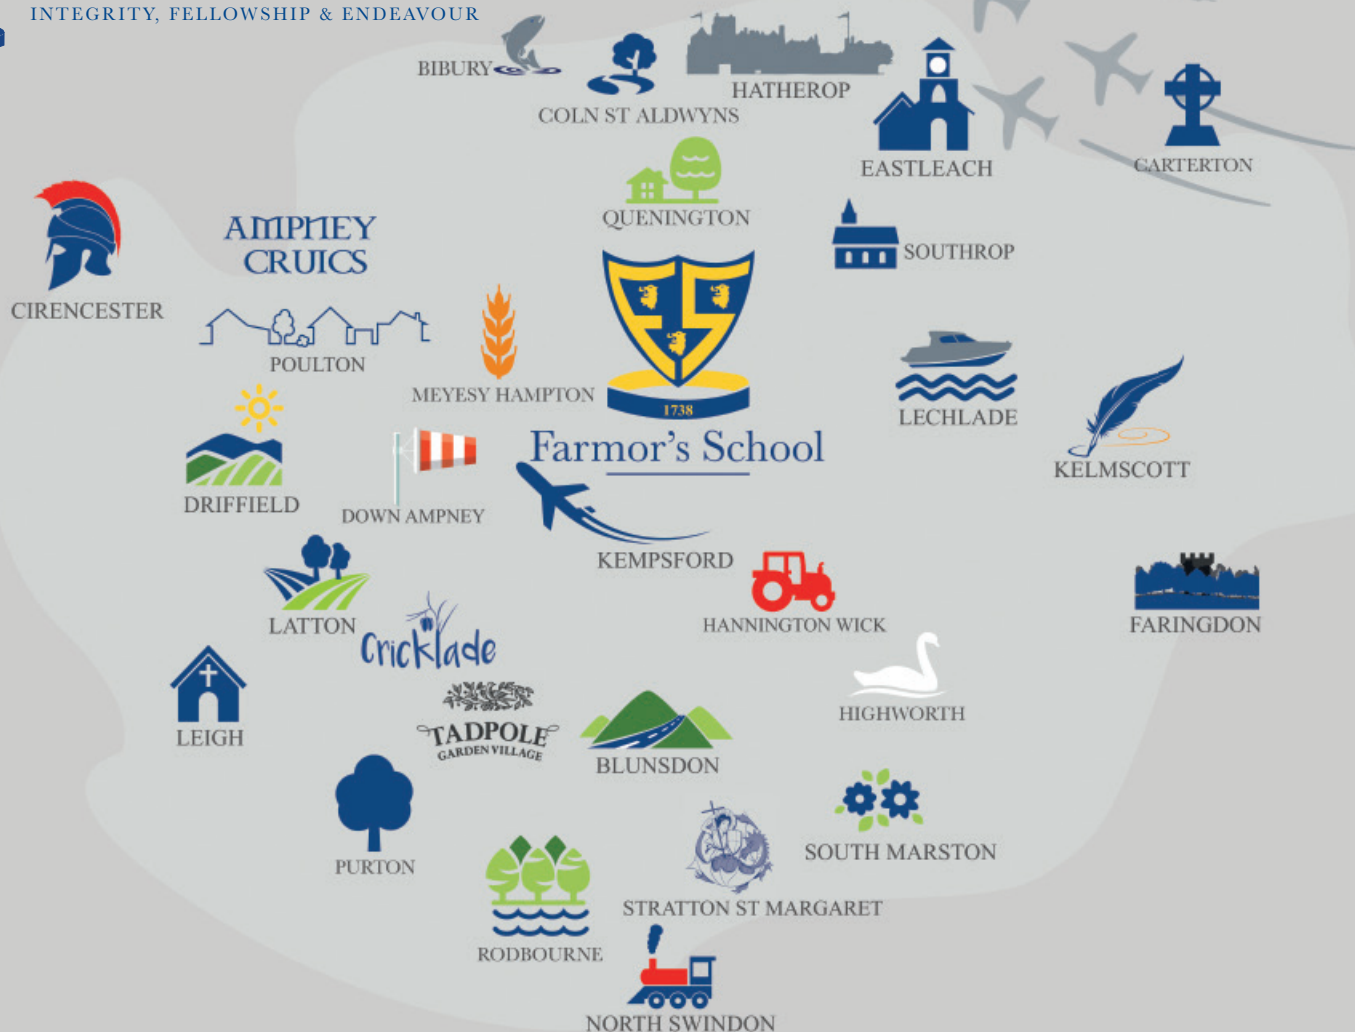 INTEGRITY, FELLOWSHIP & ENDEAVOUR
BIBURY
COLN ST ALDWYNS
HATHEROP
EASTLEACH
CARTERTON
QUENINGTON
SOUTHROP
CIRENCESTER
AMPNEY
CRUICS
POULTON
MEYESY HAMPTON
FS
1738
Farmor's School
LECHLADE
KELMSCOTT
DRIFFIELD
DOWN AMPNEY
KEMPSFORD
HANNINGTON WICK
FARINGDON
LATTON
Cricklade
LEIGH
TADPOLE
GARDEN VILLAGE
BLUNSDON
HIGHWORTH
PURTON
SOUTH MARSTON
STRATTON ST MARGARET
RODBOURNE
NORTH SWINDON